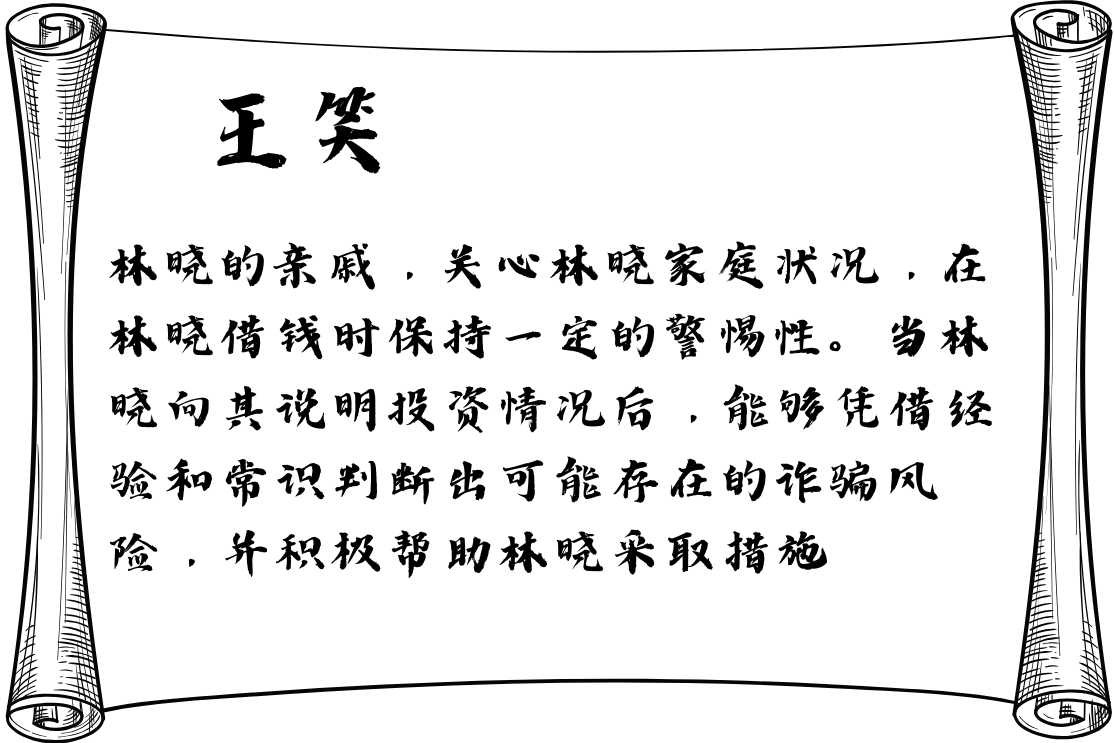 王笑
林晓的亲戚，关心林晓家庭状况，在
林晓借钱时保持一定的警惕性。当林
晓向其说明投资情况后，能够凭借经
验和常识判断出可能存在的诈骗风
险，并积极帮助林晓采取措施